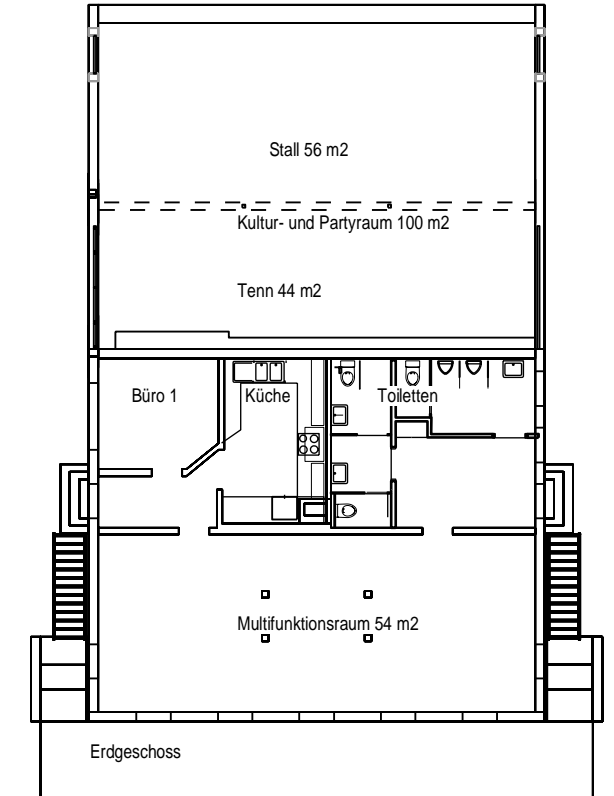 Stall 56 m2
Kultur- und Partyraum 100 m2
Tenn 44 m2
Büro 1
Küche
Toiletten
Multifunktionsraum 54 m2
Erdgeschoss